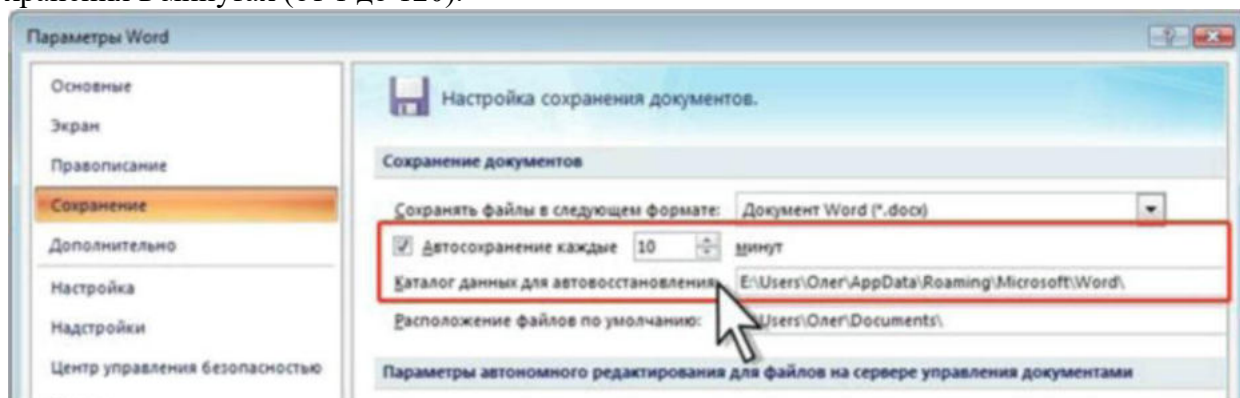 Параметры Word
Основные
Экран
Правописание
Сохранение
Дополнительно
Настройка
Надстройки
Центр управления безопасностью
Настройка сохранения документов.
Сохранение документов
Сохранять файлы в следующем формате: Документ Word (*.docx)
Автосохранение каждые 10 минут
Каталог данных для автовосстановления: E:\Users\Олег\AppData\Roaming\Microsoft\Word\
Расположение файлов по умолчанию: \Users\Олег\Documents\
Параметры автономного редактирования для файлов на сервере управления документами